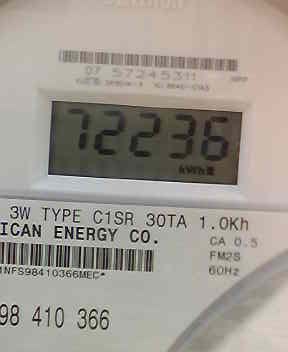 07 57245311
72236
kWh
3W TYPE C1SR 30TA 1.0Kh
ICAN ENERGY CO.
CA 0.5
FM2S
60Hz
1NFS98410366MEC*
98 410 366